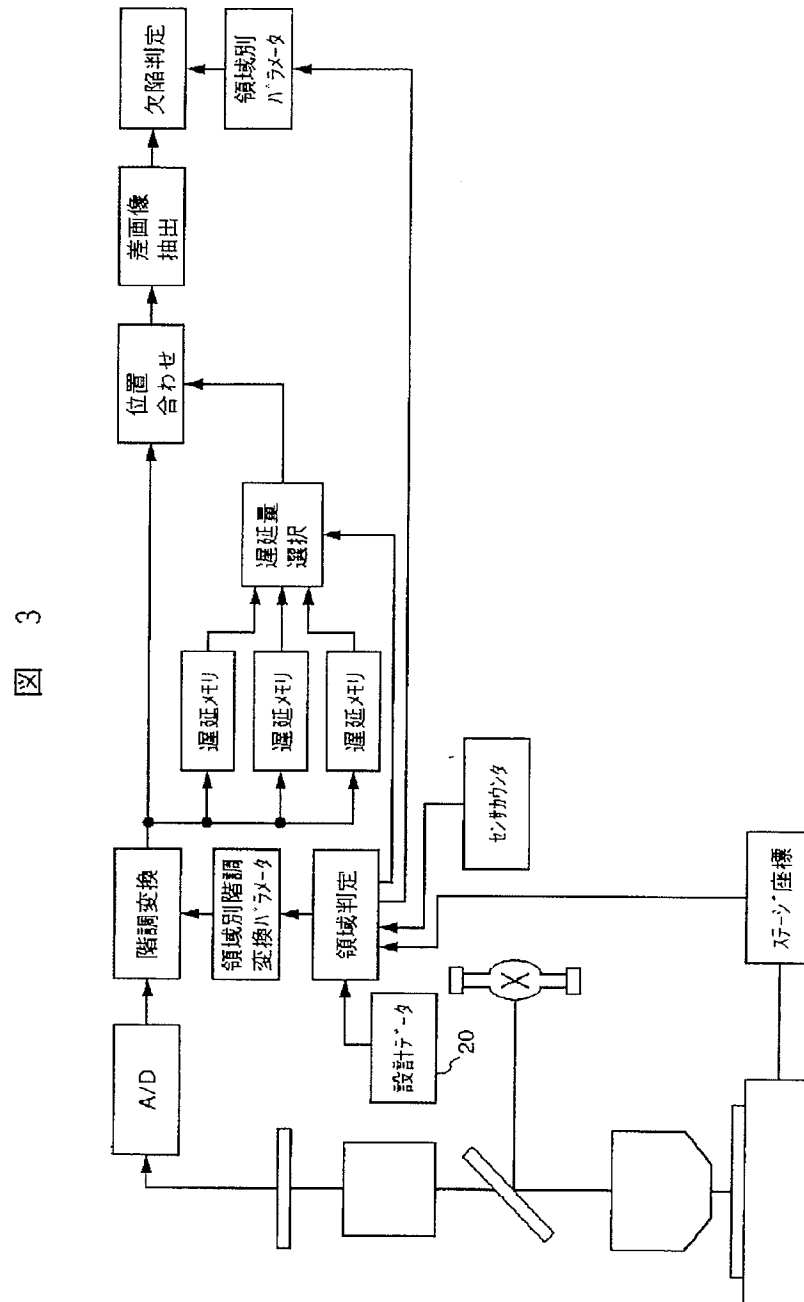 図 3
A/D
階調変換
位置
合わせ
差画像
抽出
欠陥判定
領域別階調
変換パラメータ
遅延メモリ
遅延メモリ
遅延メモリ
遅延量
選択
領域別
パラメータ
設計データ
20
領域判定
センサカウンタ
ステージ座標